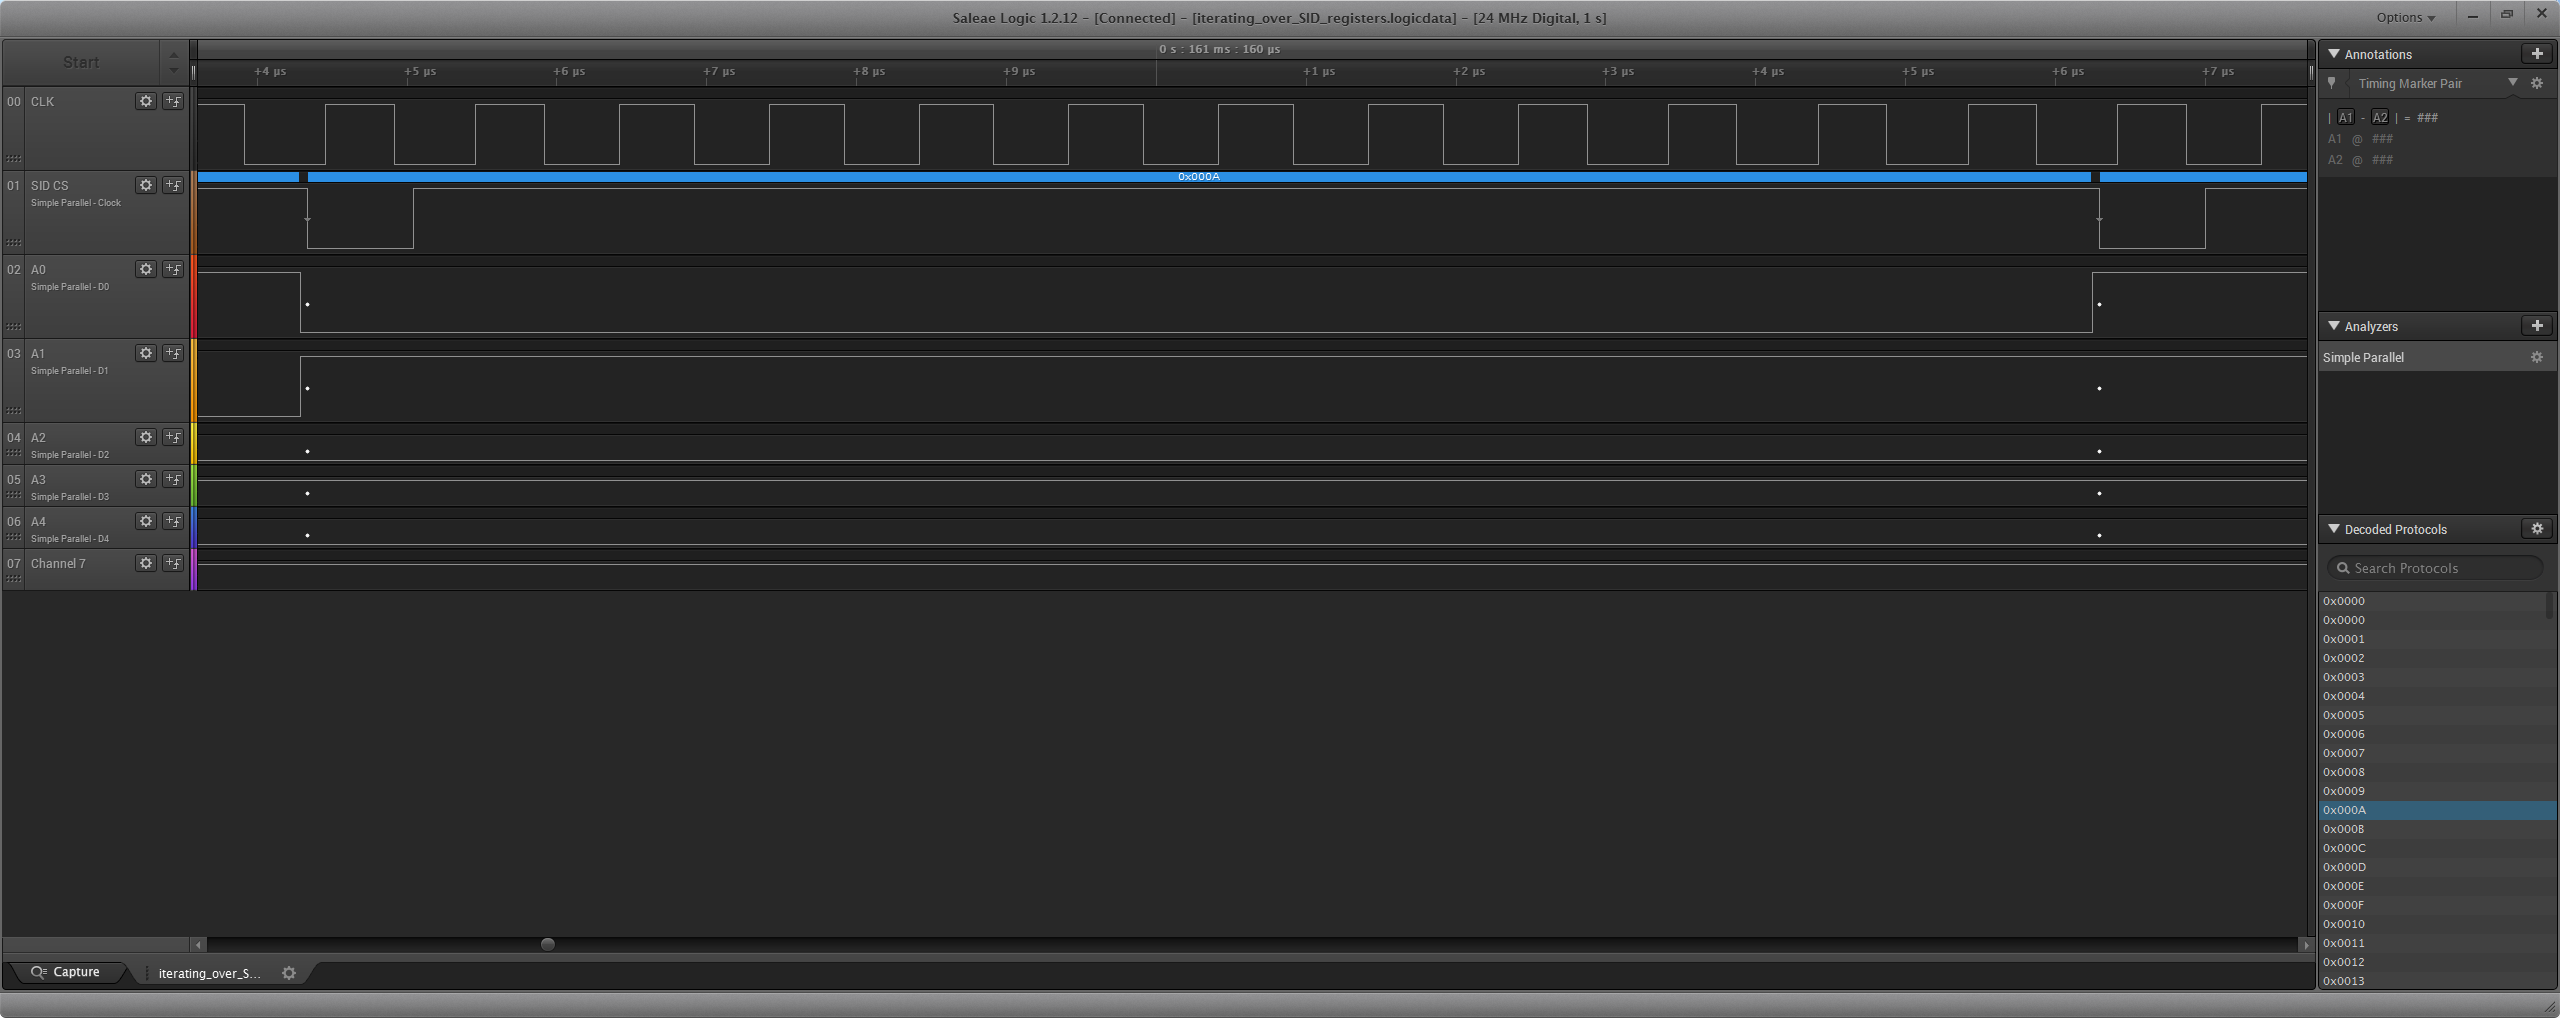 Saleae Logic 1.2.12 - [Connected] - [iterating_over_SID_registers.logicdata] - [24 MHz Digital, 1 s]
Options
Start
0 s : 161 ms : 160 µs
+4 µs +5 µs +6 µs +7 µs +8 µs +9 µs +1 µs +2 µs +3 µs +4 µs +5 µs +6 µs +7 µs
00 CLK
01 SID CS
Simple Parallel - Clock
0x000A
02 A0
Simple Parallel - D0
03 A1
Simple Parallel - D1
04 A2
Simple Parallel - D2
05 A3
Simple Parallel - D3
06 A4
Simple Parallel - D4
07 Channel 7
Capture
iterating_over_S...
Annotations
Timing Marker Pair
| A1 - A2 | = ###
A1 @ ###
A2 @ ###
Analyzers
Simple Parallel
Decoded Protocols
Search Protocols
0x0000
0x0000
0x0001
0x0002
0x0003
0x0004
0x0005
0x0006
0x0007
0x0008
0x0009
0x000A
0x000B
0x000C
0x000D
0x000E
0x000F
0x0010
0x0011
0x0012
0x0013